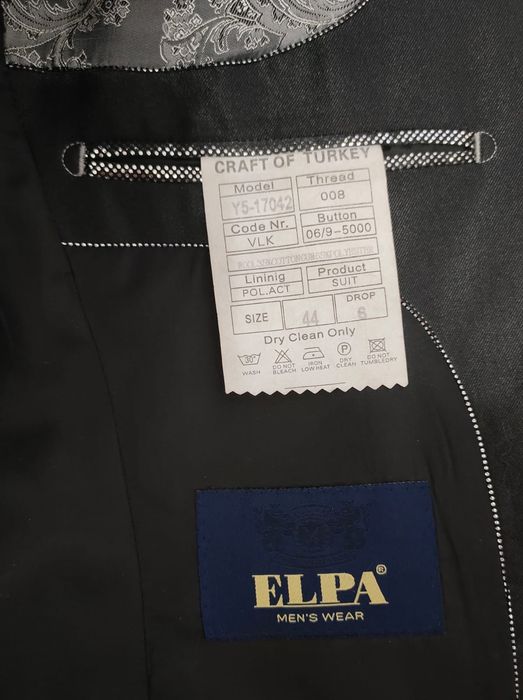 CRAFT OF TURKEY
Model Thread
Y5-17042 008
Code Nr. Button
VLK 06/9-5000
Lininig Product
POL.ACT SUIT
SIZE 44 DROP 6
Dry Clean Only
30°
P
WASH DO NOT BLEACH IRON LOW HEAT DRY CLEAN DO NOT TUMBLEDRY
ELPA®
MEN'S WEAR